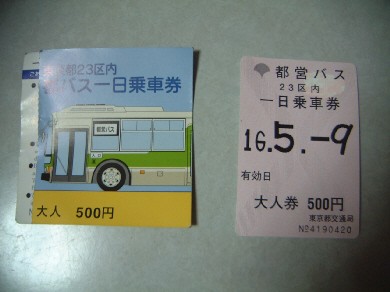 都23区内
バス一日乗車券
都営バス
大人 500円
都営バス
23区内
一日乗車券
16.5.-9
有効日
大人券 500円
東京都交通局
No4190420